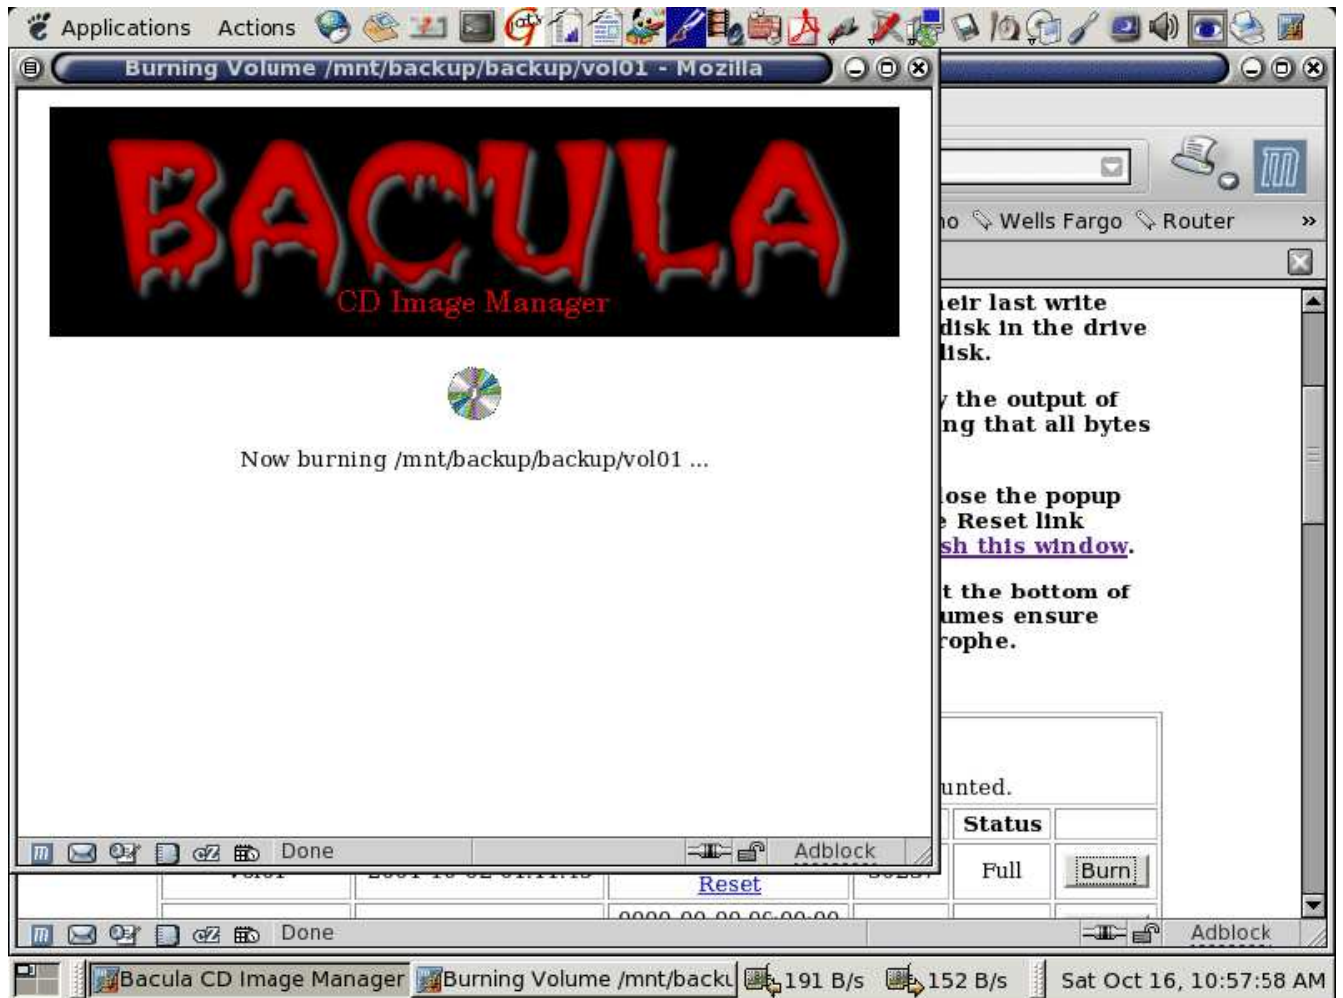 Applications Actions
Burning Volume /mnt/backup/backup/vol01 - Mozilla
BACULA
CD Image Manager
Now burning /mnt/backup/backup/vol01 ...
Done
Adblock
Wells Fargo Router »
eir last write
disk in the drive
disk.
the output of
ng that all bytes
ose the popup
Reset link
sh this window.
t the bottom of
umes ensure
rophe.
unted.
Status
Reset Full Burn
Done
Adblock
Bacula CD Image Manager
Burning Volume /mnt/backu
191 B/s
152 B/s
Sat Oct 16, 10:57:58 AM